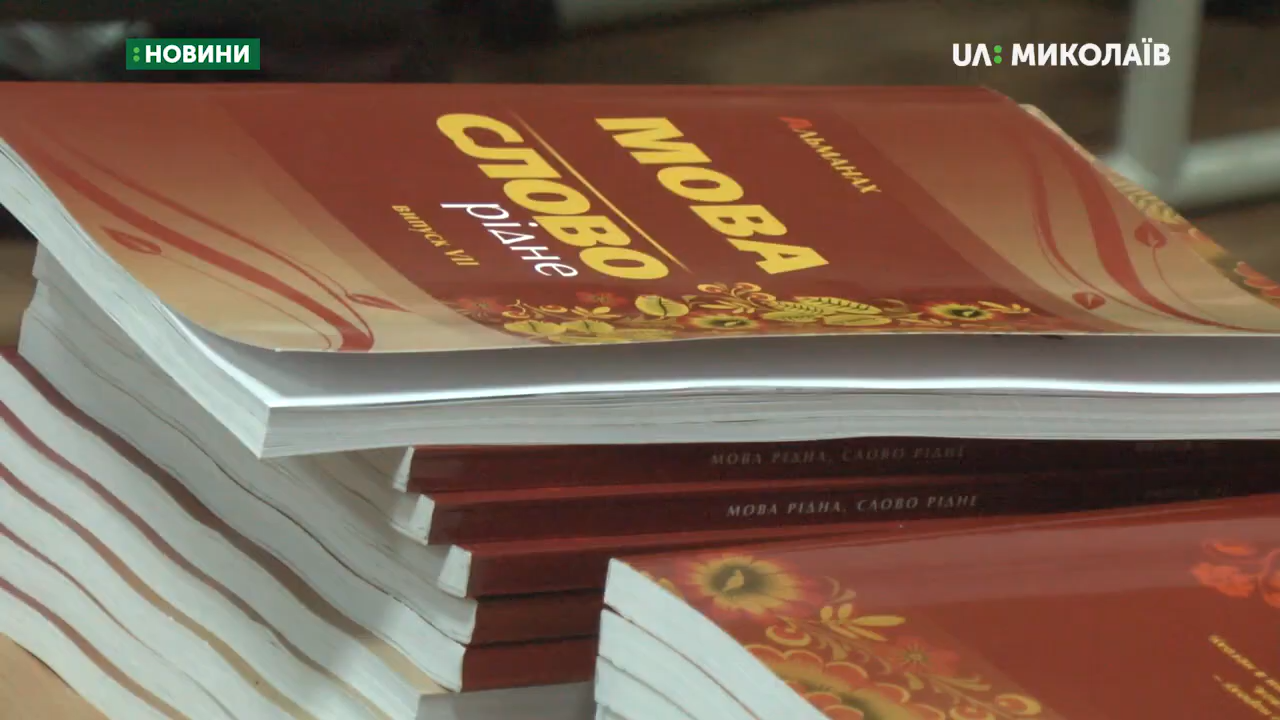 НОВИНИ
UA: МИКОЛАЇВ
АЛЬМАНАХ
МОВА
СЛОВО
рідне
випуск VII
МОВА РІДНА, СЛОВО РІДНЕ
МОВА РІДНА, СЛОВО РІДНЕ